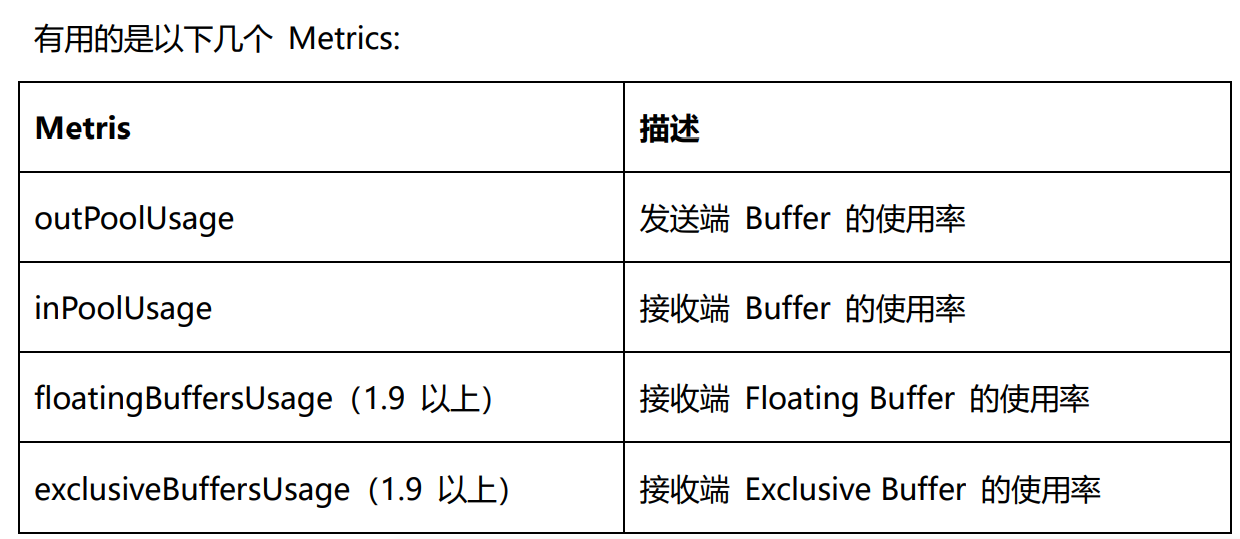 有用的是以下几个 Metrics:
Metris
描述
outPoolUsage
发送端 Buffer 的使用率
inPoolUsage
接收端 Buffer 的使用率
floatingBuffersUsage（1.9 以上）
接收端 Floating Buffer 的使用率
exclusiveBuffersUsage（1.9 以上）
接收端 Exclusive Buffer 的使用率